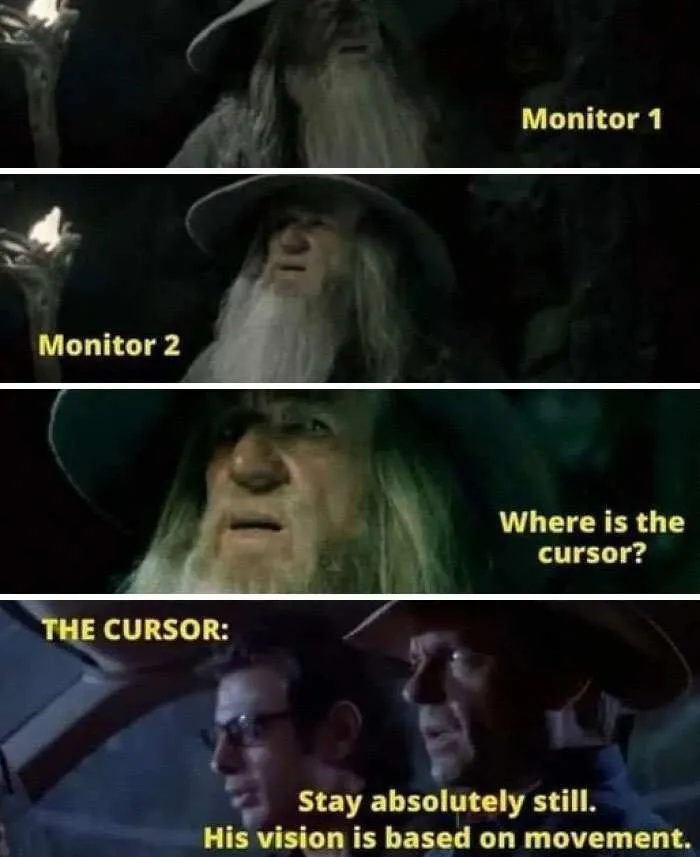 Monitor 1
Monitor 2
Where is the
cursor?
THE CURSOR:
Stay absolutely still.
His vision is based on movement.